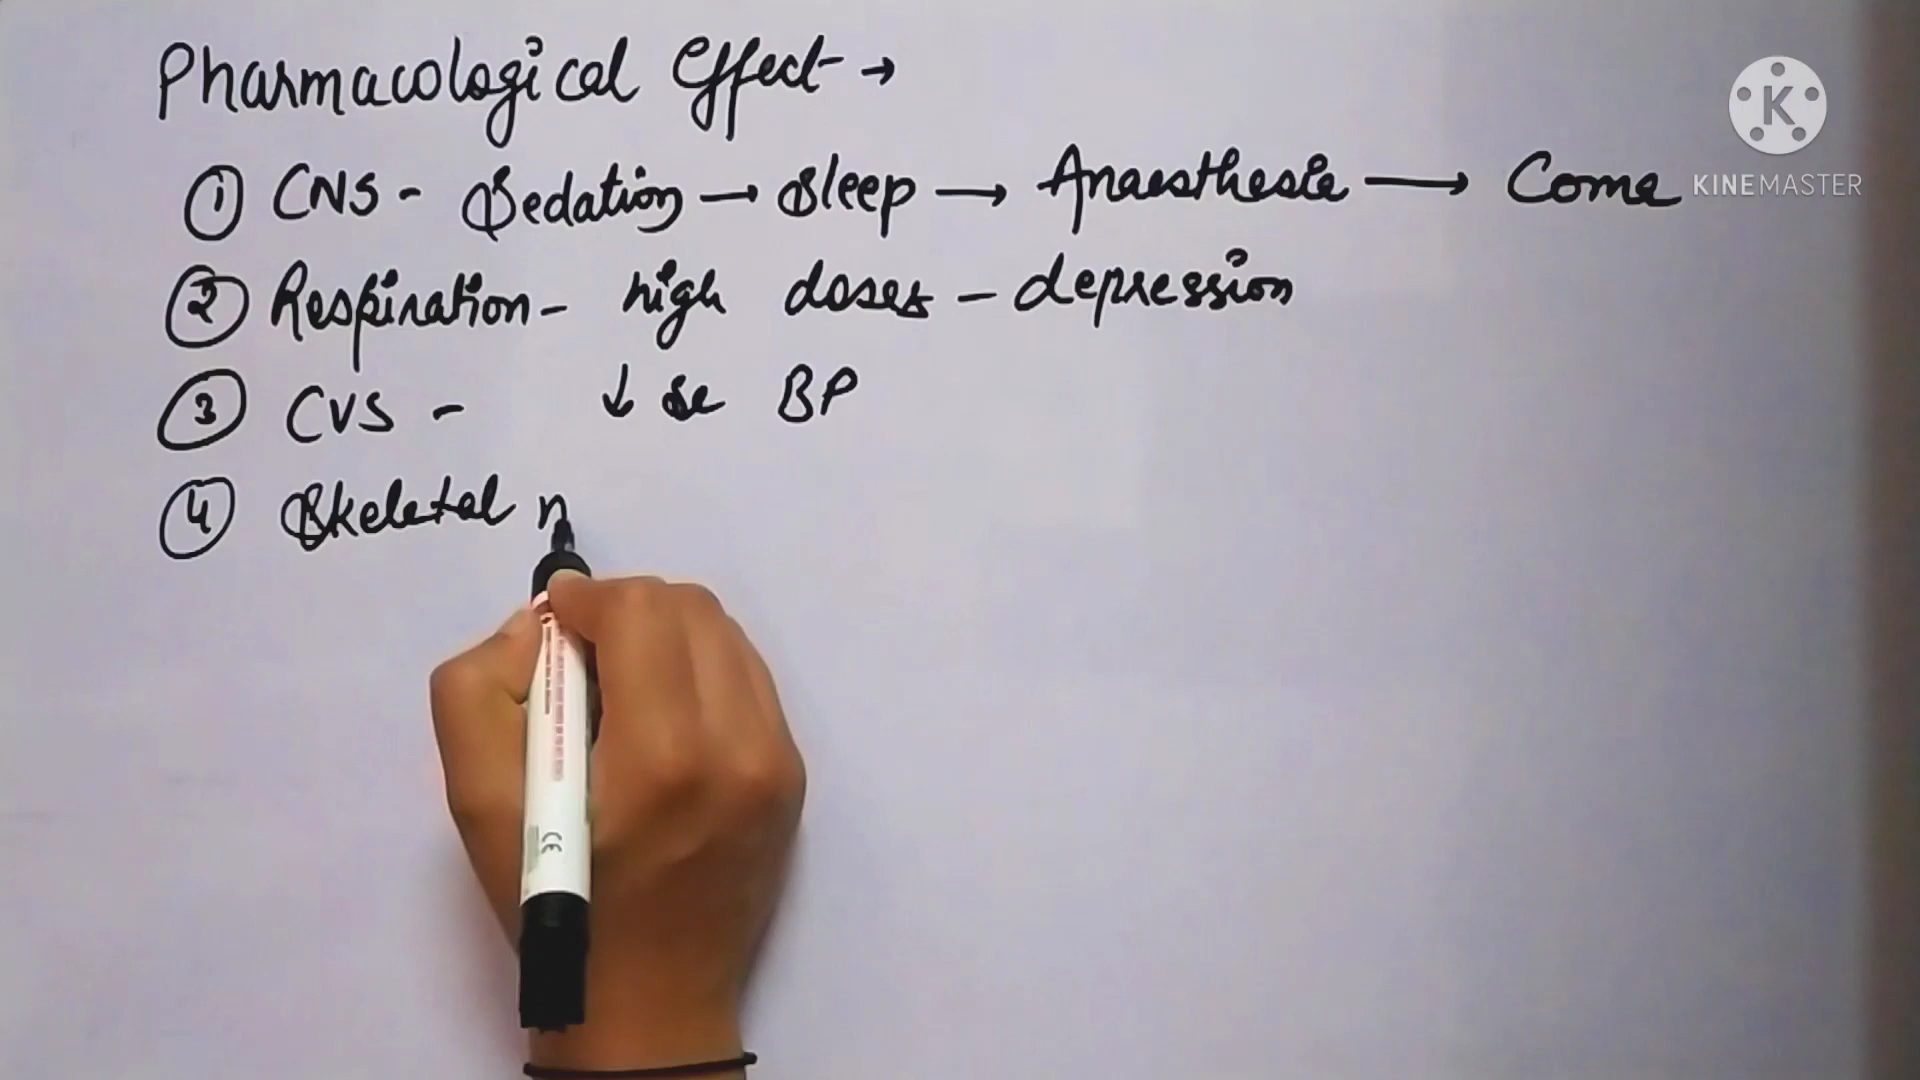 Pharmacological Effect →
① CNS - Sedation → Sleep → Anaesthesia → Coma
② Respiration - high doses - depression
③ CVS - ↓ se BP
④ Skeletal
K
KINEMASTER
CE